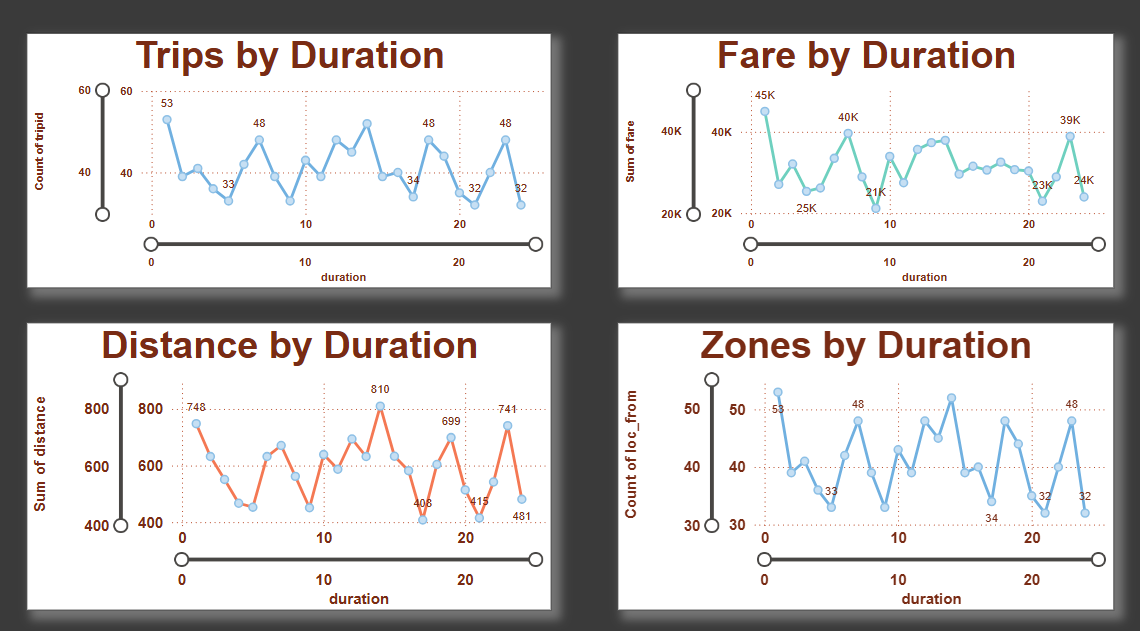 Trips by Duration
60
60
53
48
48
48
Count of tripid
40
40
33
34
32
32
0
10
20
0
10
20
duration
Fare by Duration
45K
40K
39K
40K
40K
Sum of fare
25K
21K
23K
24K
20K
20K
0
10
20
0
10
20
duration
Distance by Duration
810
800
800
748
699
741
Sum of distance
600
600
408
415
481
400
400
0
10
20
0
10
20
duration
Zones by Duration
50
50
53
48
48
Count of loc_from
40
40
33
34
32
32
30
30
0
10
20
0
10
20
duration